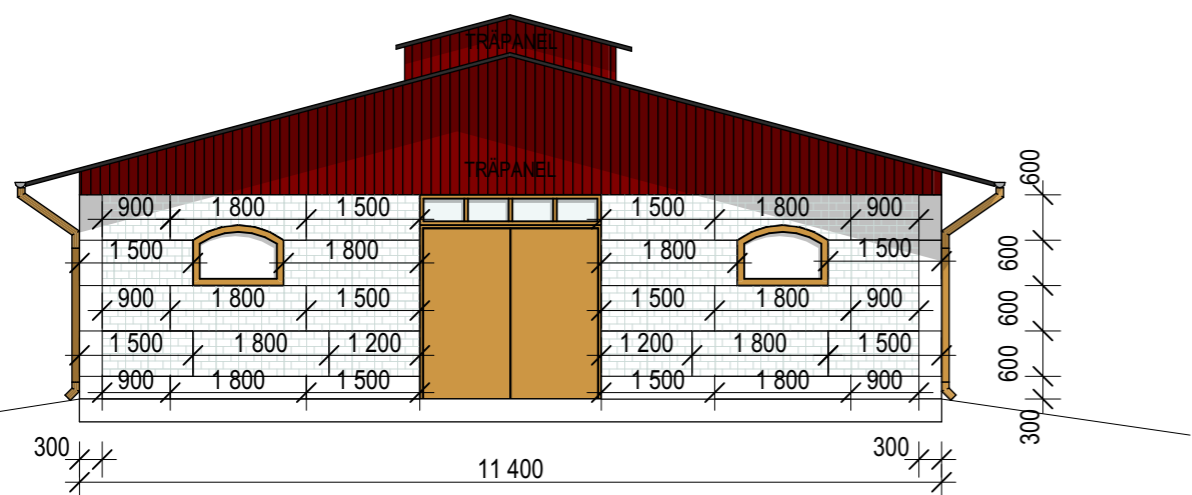 TRÄPANEL
TRÄPANEL
600
900 1 800 1 500 1 500 1 800 900
1 500 1 800 1 800 1 500 600
900 1 800 1 500 1 500 1 800 900 600
1 500 1 800 1 200 1 200 1 800 1 500 600
900 1 800 1 500 1 500 1 800 900
300
300 300
11 400